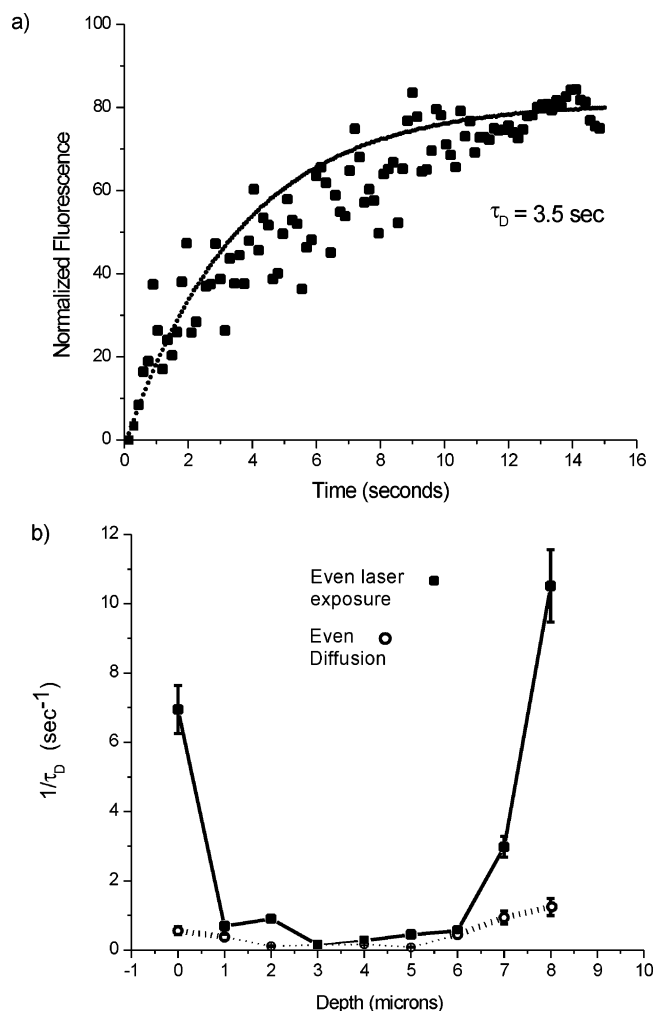 a)
100
80
60
40
20
0
Normalized Fluorescence
τD = 3.5 sec
0 2 4 6 8 10 12 14 16
Time (seconds)
b)
12
10
8
6
4
2
0
1/τD (sec-1)
Even laser
exposure
Even
Diffusion
-1 0 1 2 3 4 5 6 7 8 9 10
Depth (microns)